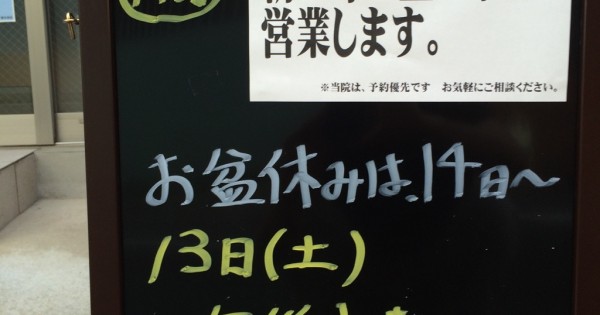 営業します。
※当院は、予約優先です お気軽にご相談ください。
お盆休みは、14日〜
13日(土)